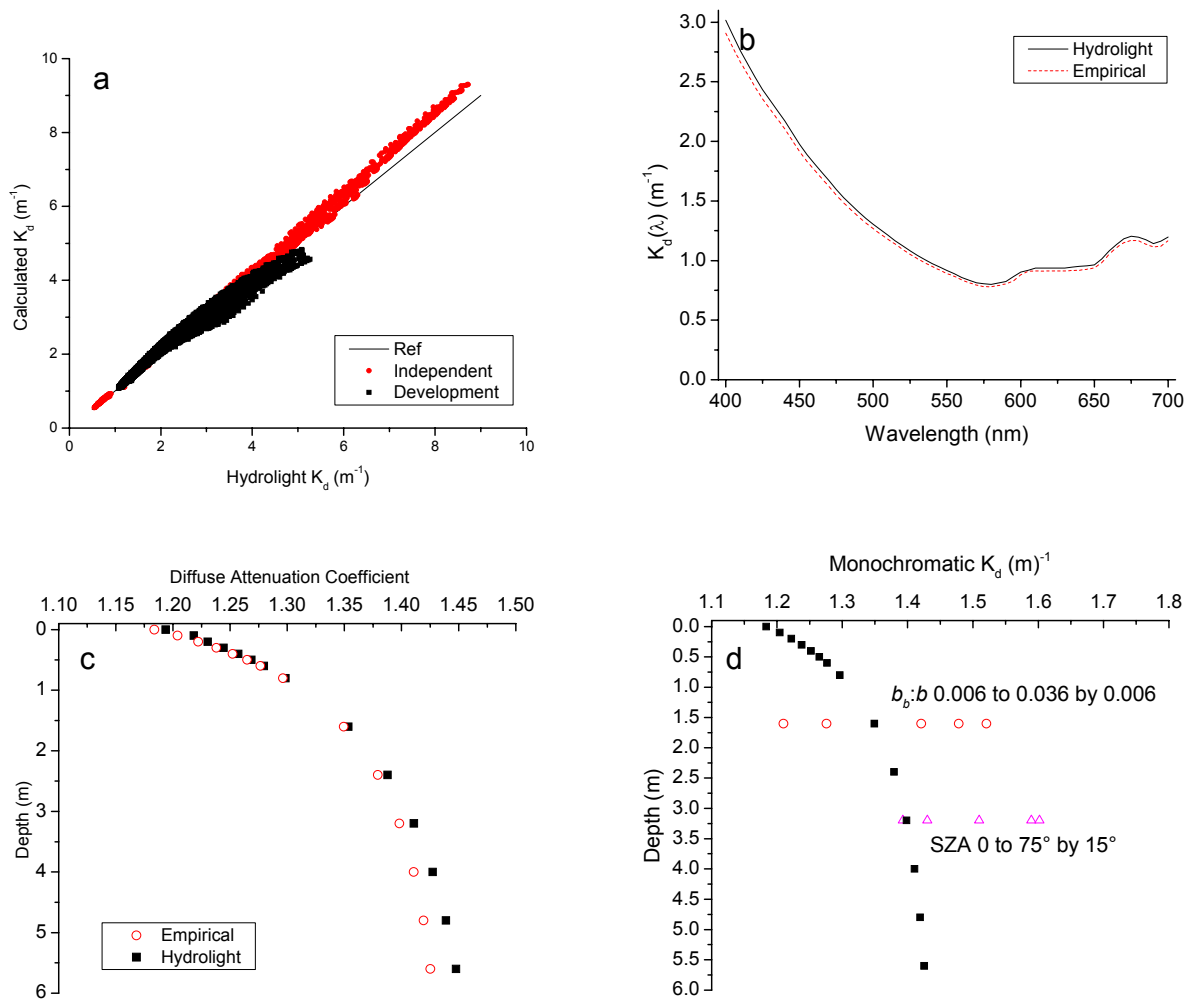 a
10
8
6
4
2
0
0 2 4 6 8 10
Calculated K_d (m^-1)
Hydrolight K_d (m^-1)
Ref
Independent
Development
b
3.0
2.5
2.0
1.5
1.0
0.5
0.0
400 450 500 550 600 650 700
K_d(λ) (m^-1)
Wavelength (nm)
Hydrolight
Empirical
Diffuse Attenuation Coefficient
1.10 1.15 1.20 1.25 1.30 1.35 1.40 1.45 1.50
c
0
1
2
3
4
5
6
Depth (m)
Empirical
Hydrolight
Monochromatic K_d (m)^-1
1.1 1.2 1.3 1.4 1.5 1.6 1.7 1.8
d
0.0
0.5
1.0
1.5
2.0
2.5
3.0
3.5
4.0
4.5
5.0
5.5
6.0
Depth (m)
b_b:b 0.006 to 0.036 by 0.006
SZA 0 to 75° by 15°